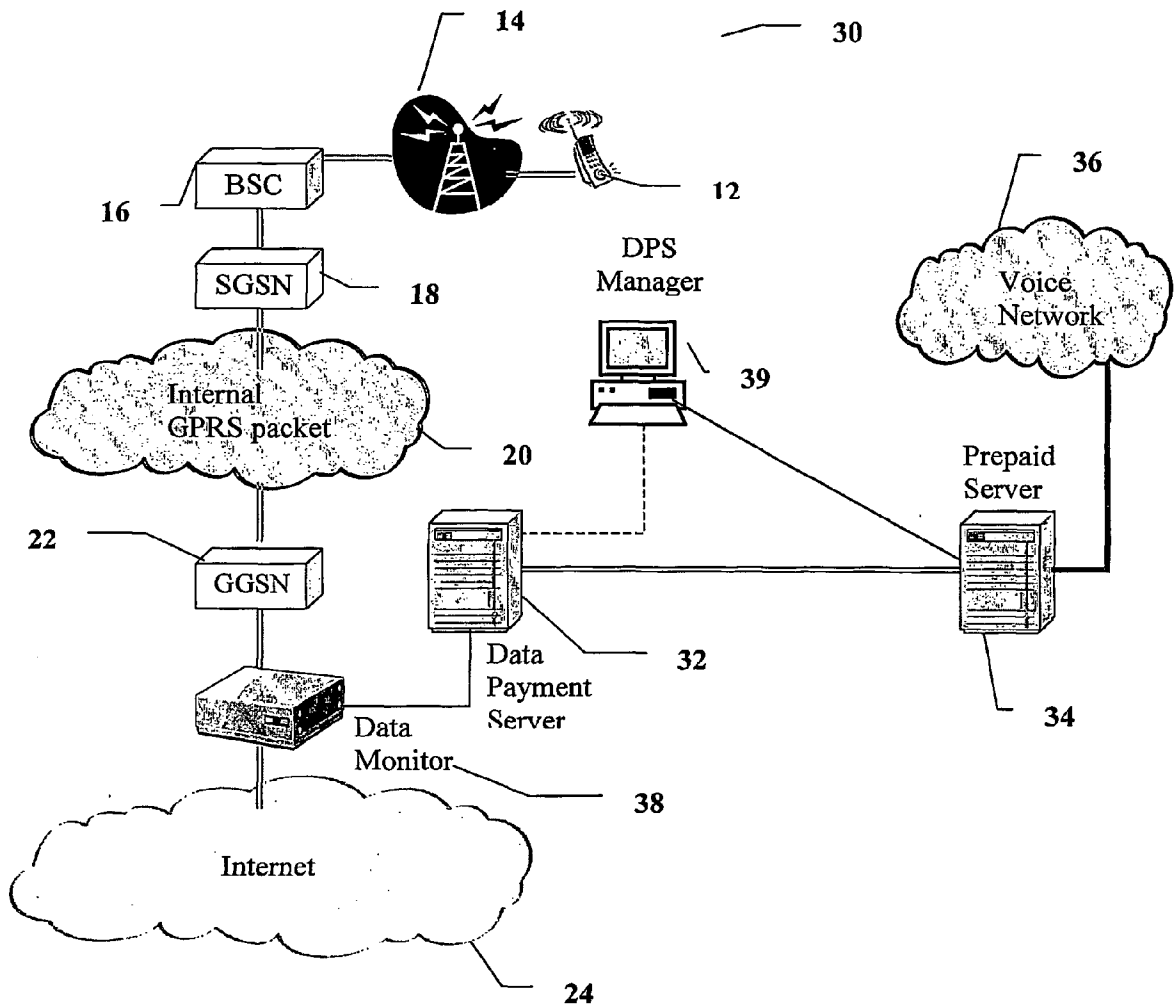 14
30
BSC
16
12
36
SGSN
18
DPS
Manager
Voice
Network
39
Internal
GPRS packet
20
Prepaid
Server
22
GGSN
32
Data
Payment
Server
34
Data
Monitor
38
Internet
24